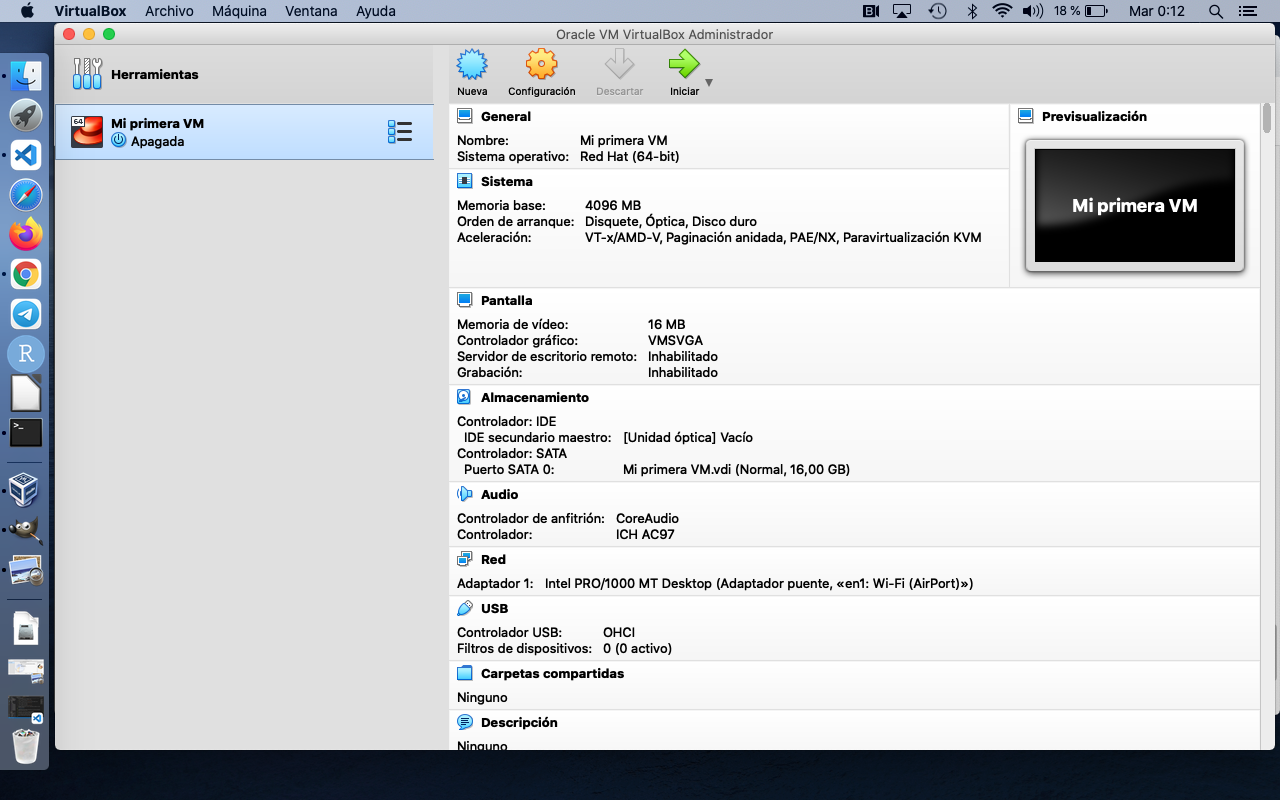 VirtualBox Archivo Máquina Ventana Ayuda 18 % Mar 0:12
Oracle VM VirtualBox Administrador
Herramientas
Nueva Configuración Descartar Iniciar
64
Mi primera VM
Apagada
General
Nombre: Mi primera VM
Sistema operativo: Red Hat (64-bit)
Previsualización
Mi primera VM
Sistema
Memoria base: 4096 MB
Orden de arranque: Disquete, Óptica, Disco duro
Aceleración: VT-x/AMD-V, Paginación anidada, PAE/NX, Paravirtualización KVM
Pantalla
Memoria de vídeo: 16 MB
Controlador gráfico: VMSVGA
Servidor de escritorio remoto: Inhabilitado
Grabación: Inhabilitado
Almacenamiento
Controlador: IDE
IDE secundario maestro: [Unidad óptica] Vacío
Controlador: SATA
Puerto SATA 0: Mi primera VM.vdi (Normal, 16,00 GB)
Audio
Controlador de anfitrión: CoreAudio
Controlador: ICH AC97
Red
Adaptador 1: Intel PRO/1000 MT Desktop (Adaptador puente, «en1: Wi-Fi (AirPort)»)
USB
Controlador USB: OHCI
Filtros de dispositivos: 0 (0 activo)
Carpetas compartidas
Ninguno
Descripción
Ninguno
R
>_